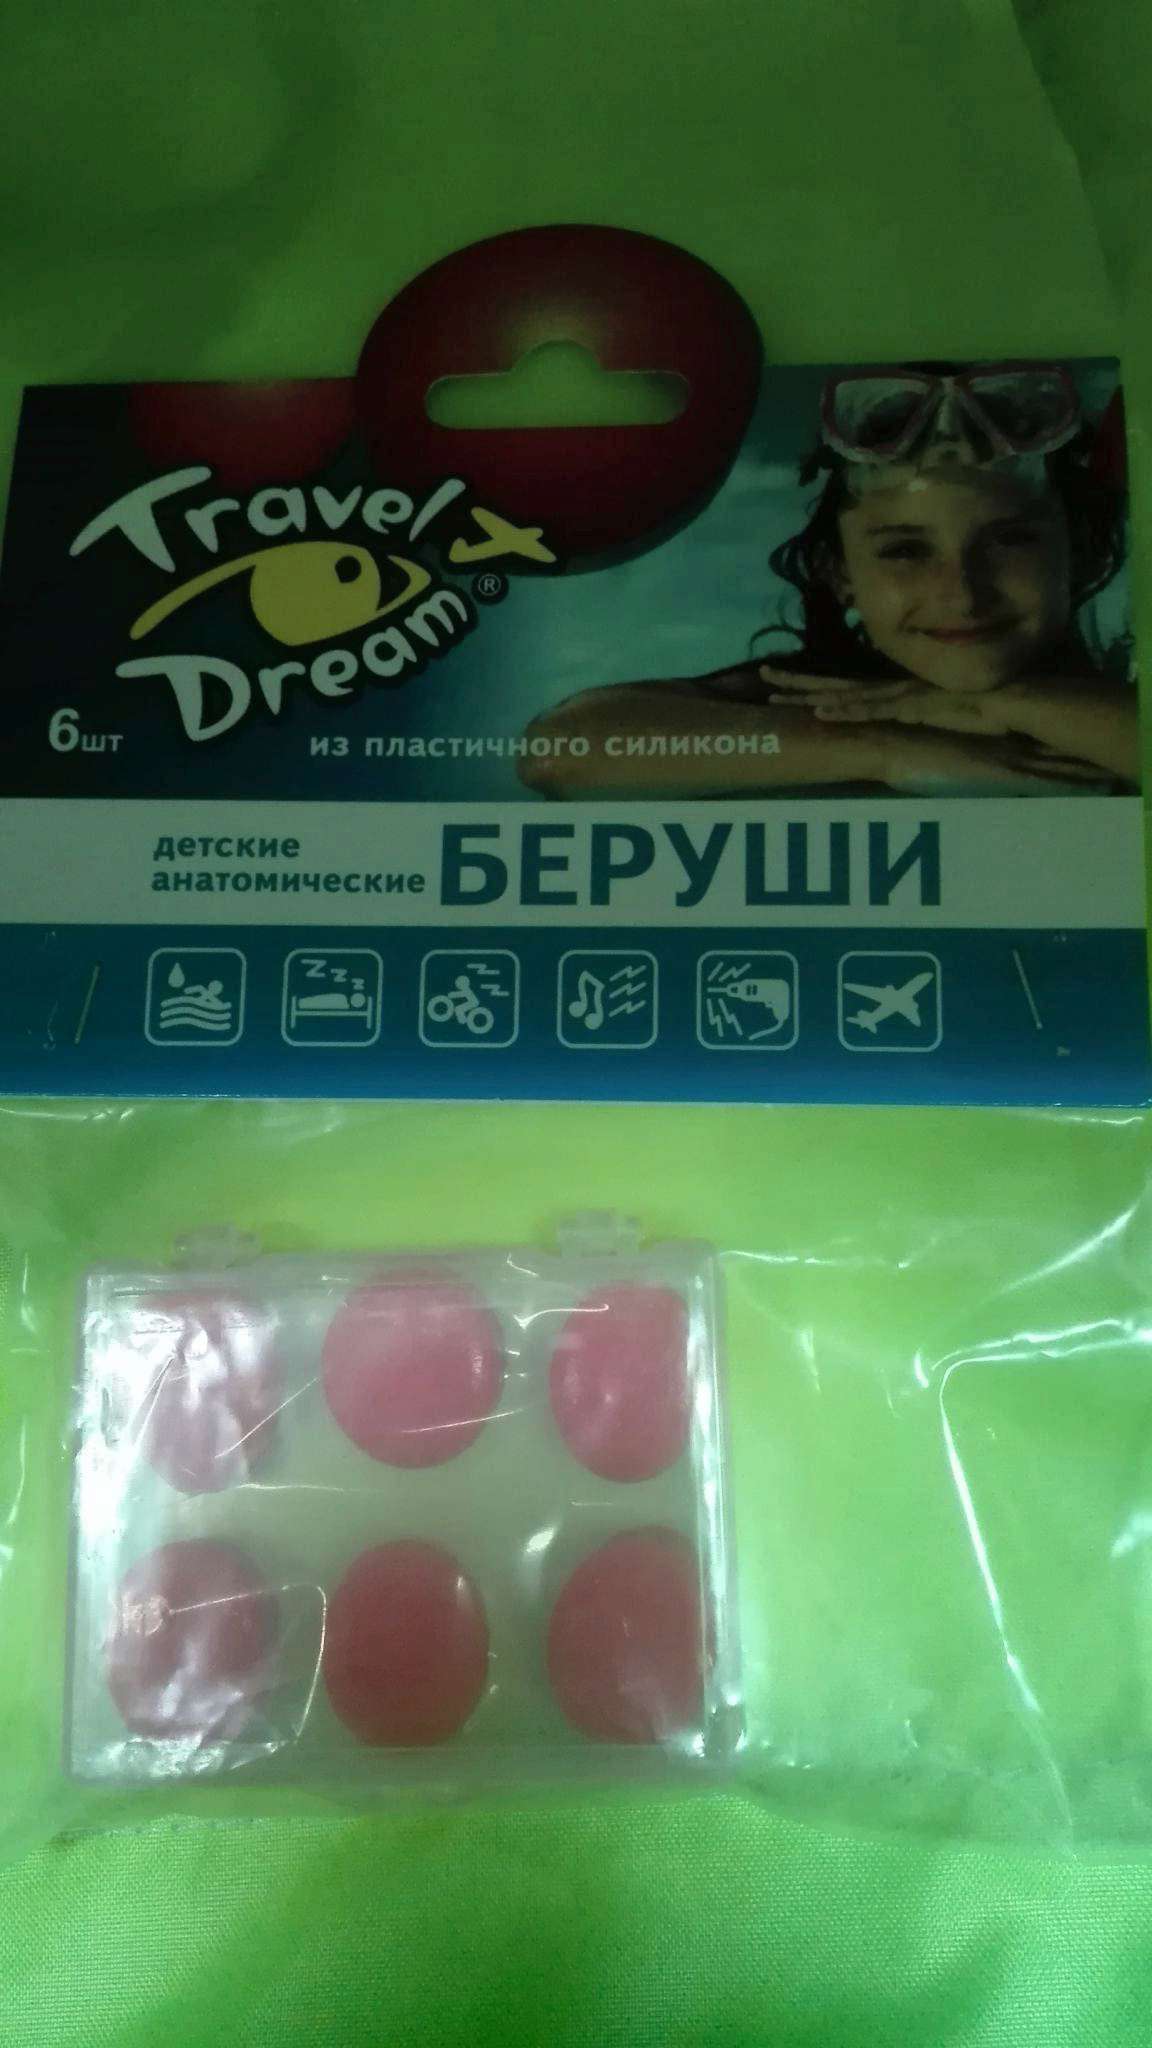 Travel
Dream®
6шт
из пластичного силикона
детские
анатомические
БЕРУШИ